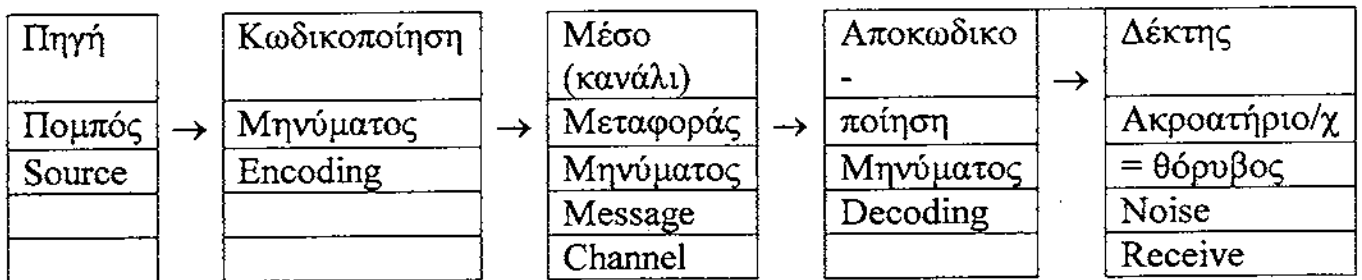 Πηγή
Πομπός
Source
→
Κωδικοποίηση
Μηνύματος
Encoding
→
Μέσο
(κανάλι)
Μεταφοράς
Μηνύματος
Message
Channel
→
Αποκωδικο
-
ποίηση
Μηνύματος
Decoding
→
Δέκτης
Ακροατήριο/χ
= θόρυβος
Noise
Receive